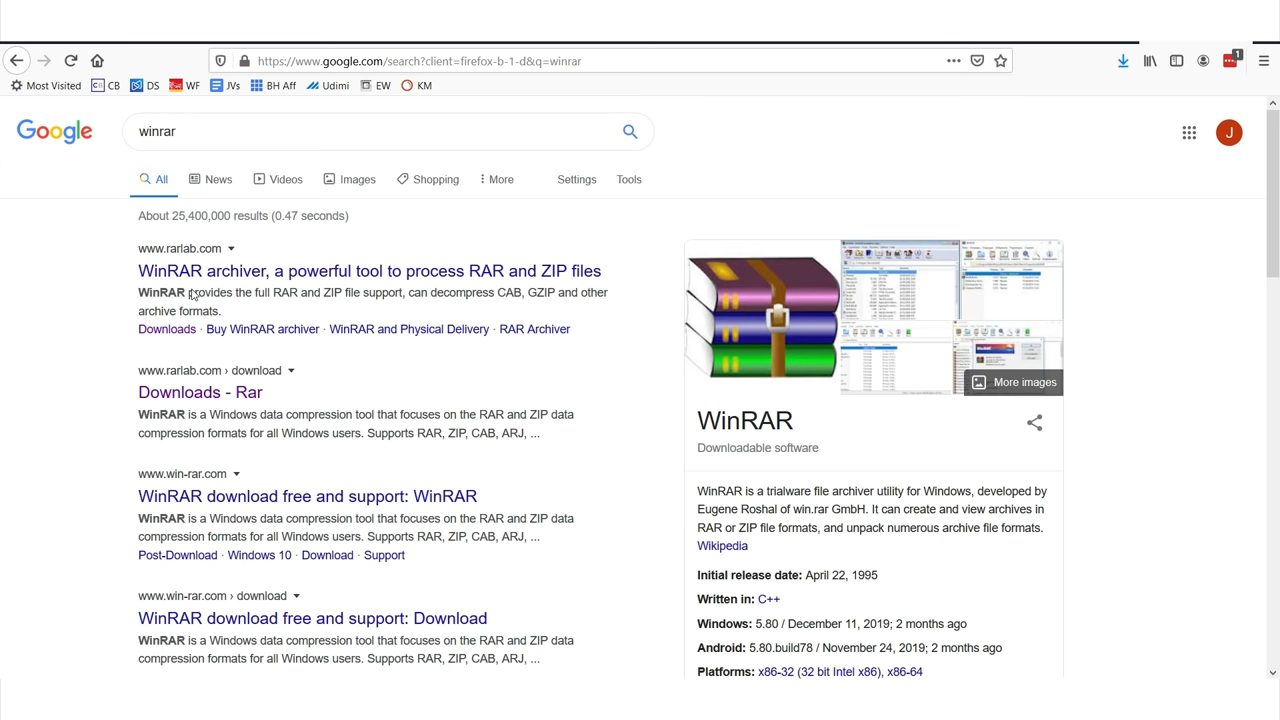 1
https://www.google.com/search?client=firefox-b-1-d&q=winrar
Most Visited CB DS WF JVs BH Aff Udimi EW KM
Google
winrar
J
All News Videos Images Shopping More Settings Tools
About 25,400,000 results (0.47 seconds)
www.rarlab.com
WinRAR archiver, a powerful tool to process RAR and ZIP files
the and can CAB, GZIP and other
archive formats.
Downloads · Buy WinRAR archiver · WinRAR and Physical Delivery · RAR Archiver
www.rarlab.com › download
Downloads - Rar
WinRAR is a Windows data compression tool that focuses on the RAR and ZIP data
compression formats for all Windows users. Supports RAR, ZIP, CAB, ARJ, ...
www.win-rar.com
WinRAR download free and support: WinRAR
WinRAR is a Windows data compression tool that focuses on the RAR and ZIP data
compression formats for all Windows users. Supports RAR, ZIP, CAB, ARJ, ...
Post-Download · Windows 10 · Download · Support
www.win-rar.com › download
WinRAR download free and support: Download
WinRAR is a Windows data compression tool that focuses on the RAR and ZIP data
compression formats for all Windows users. Supports RAR, ZIP, CAB, ARJ, ...
More images
WinRAR
Downloadable software
WinRAR is a trialware file archiver utility for Windows, developed by
Eugene Roshal of win.rar GmbH. It can create and view archives in
RAR or ZIP file formats, and unpack numerous archive file formats.
Wikipedia
Initial release date: April 22, 1995
Written in: C++
Windows: 5.80 / December 11, 2019; 2 months ago
Android: 5.80.build78 / November 24, 2019; 2 months ago
Platforms: x86-32 (32 bit Intel x86), x86-64